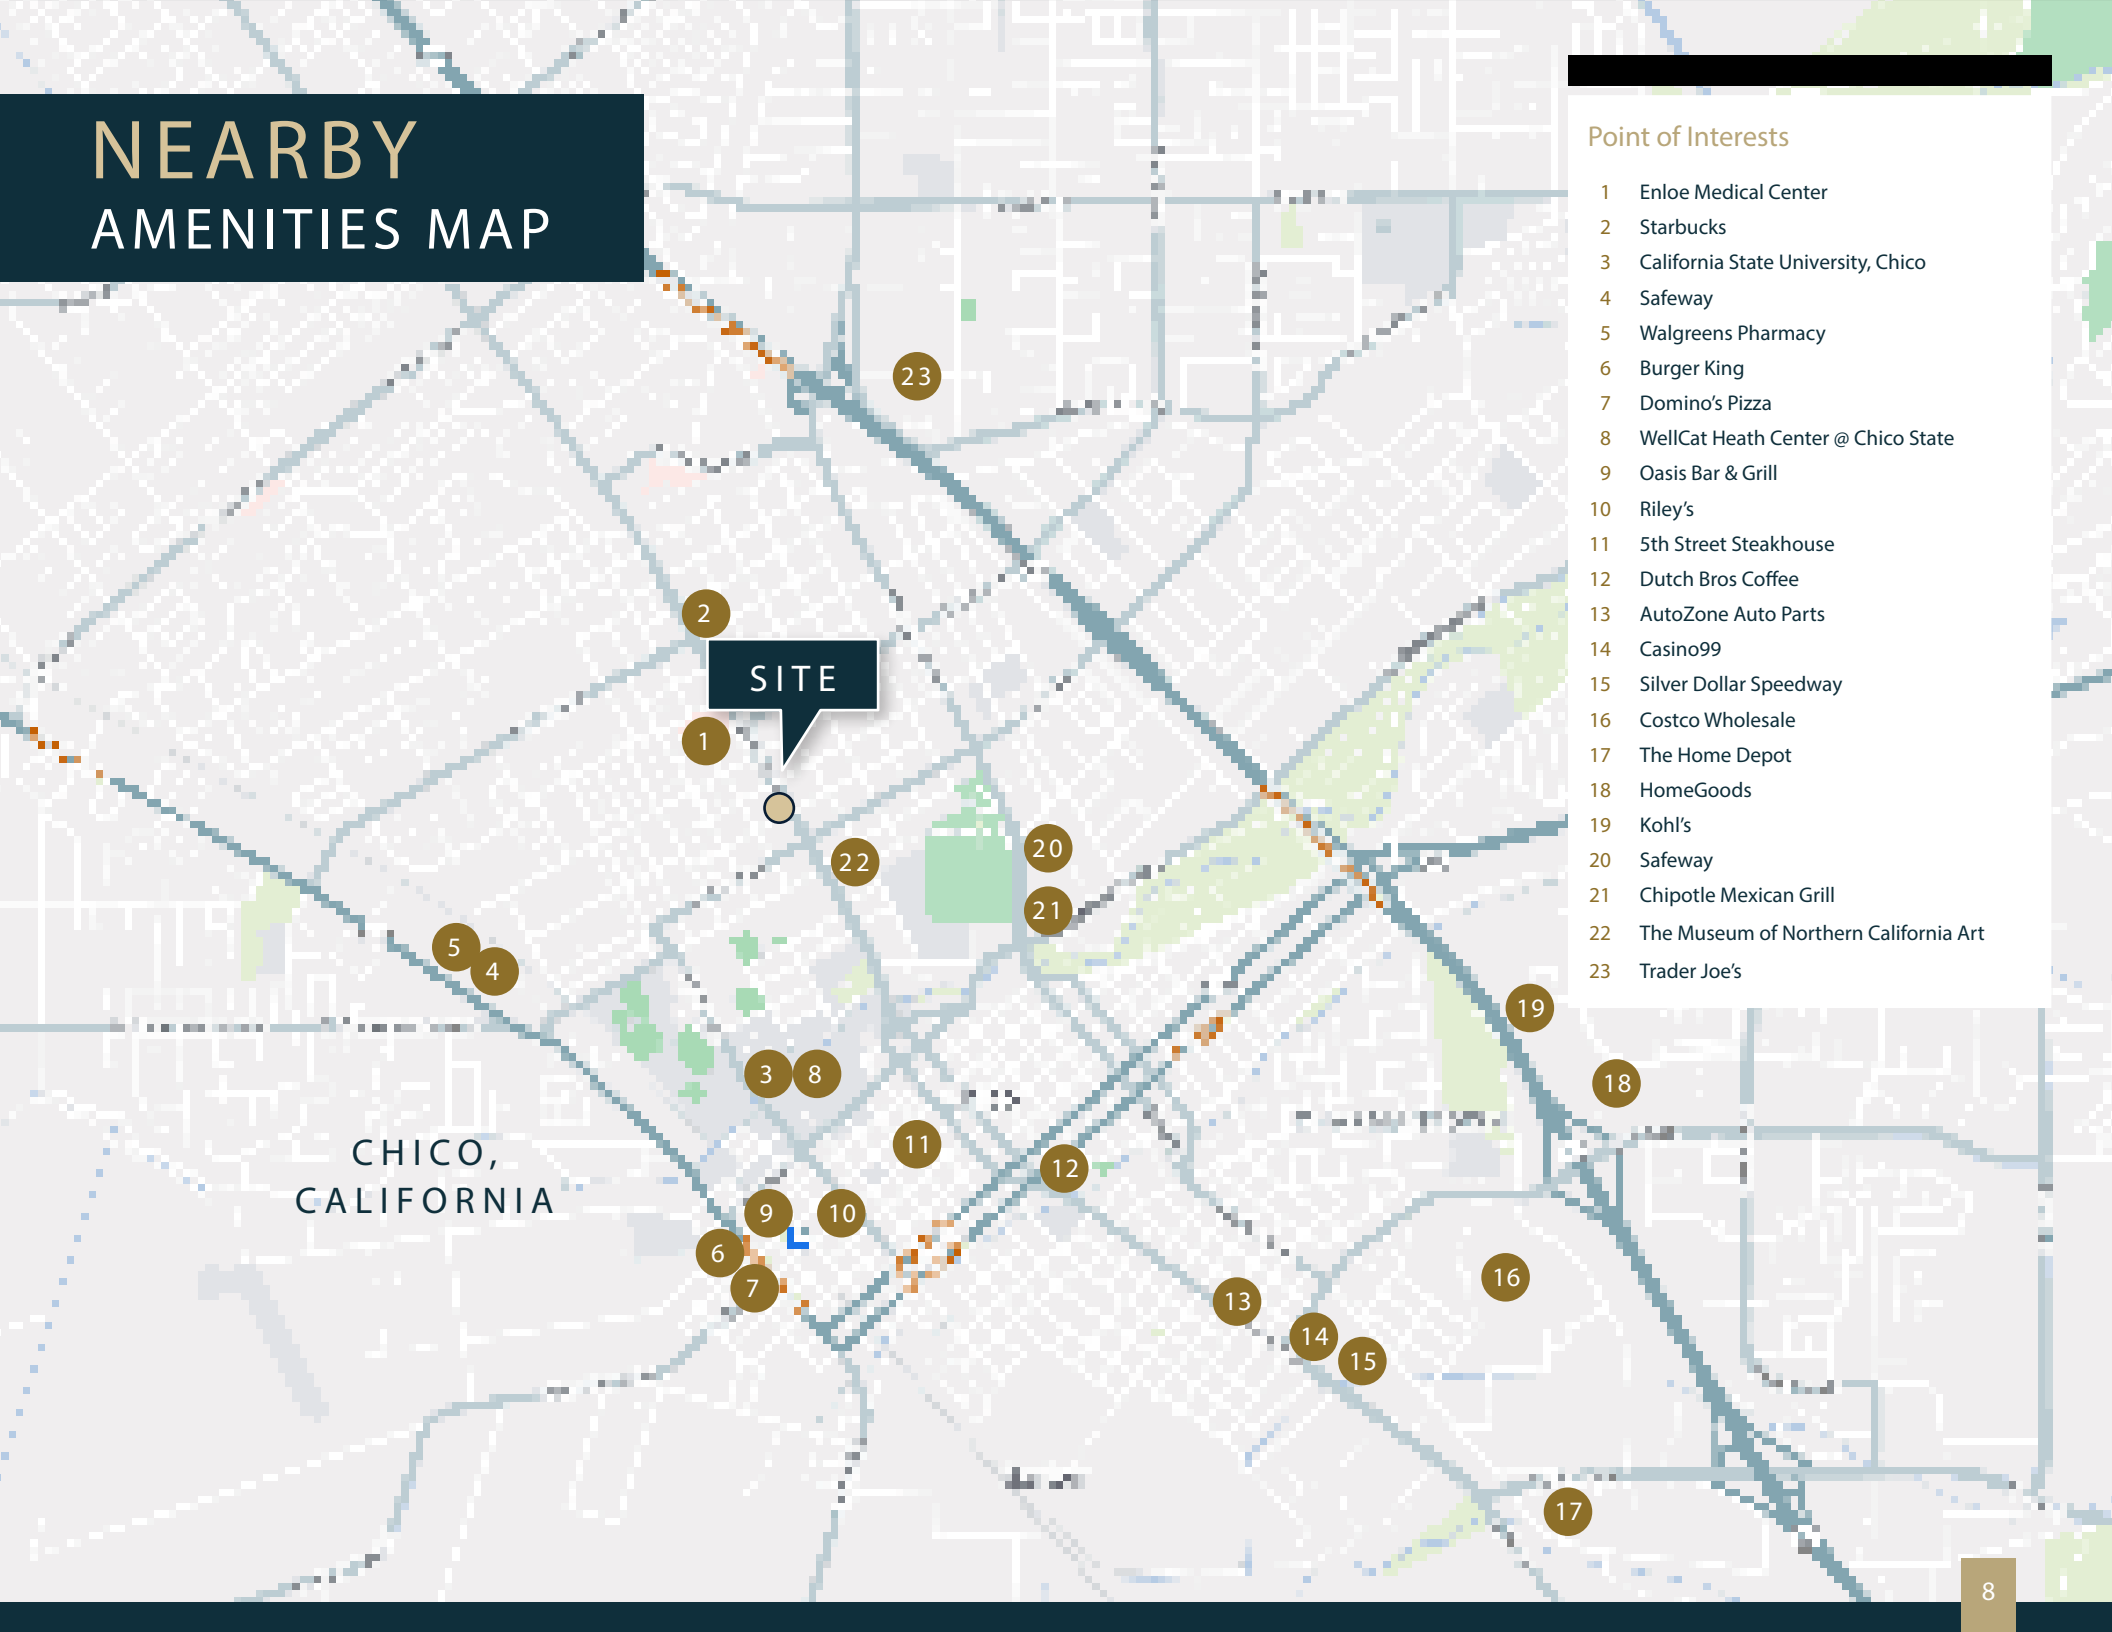 NEARBY
AMENITIES MAP
Point of Interests
1 Enloe Medical Center
2 Starbucks
3 California State University, Chico
4 Safeway
5 Walgreens Pharmacy
6 Burger King
7 Domino's Pizza
8 WellCat Heath Center @ Chico State
9 Oasis Bar & Grill
10 Riley's
11 5th Street Steakhouse
12 Dutch Bros Coffee
13 AutoZone Auto Parts
14 Casino99
15 Silver Dollar Speedway
16 Costco Wholesale
17 The Home Depot
18 HomeGoods
19 Kohl's
20 Safeway
21 Chipotle Mexican Grill
22 The Museum of Northern California Art
23 Trader Joe's
23
2
SITE
1
20
22
21
5
4
19
3
8
18
11
CHICO,
CALIFORNIA
12
9
10
6
7
16
13
14
15
17
8